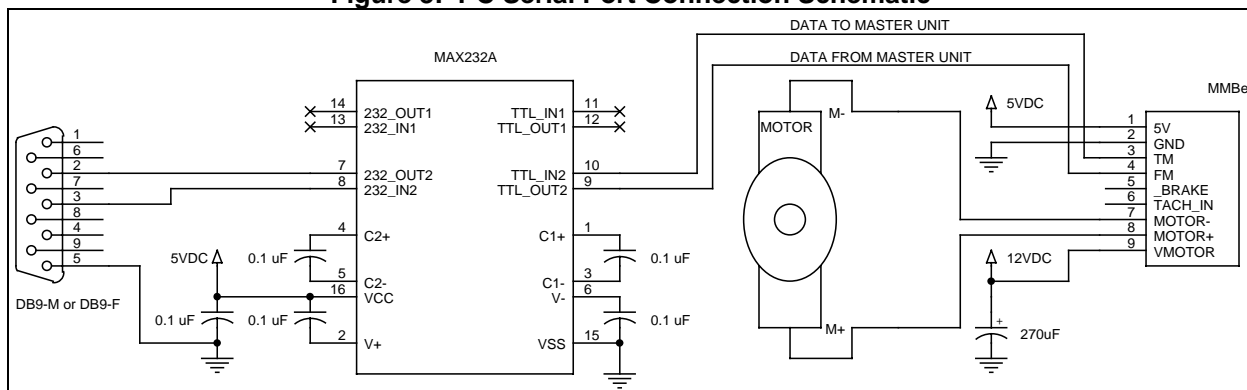 Figure 3. PC Serial Port Connection Schematic
DATA TO MASTER UNIT
DATA FROM MASTER UNIT
MAX232A
14 232_OUT1
13 232_IN1
7 232_OUT2
8 232_IN2
4 C2+
5 C2-
16 VCC
2 V+
TTL_IN1 11
TTL_OUT1 12
TTL_IN2 10
TTL_OUT2 9
C1+ 1
C1- 3
V- 6
VSS 15
1
6
2
7
3
8
4
9
5
DB9-M or DB9-F
5VDC
0.1 uF
0.1 uF
0.1 uF
0.1 uF
0.1 uF
MOTOR
M-
M+
5VDC
12VDC
+
270uF
MMBe
1 5V
2 GND
3 TM
4 FM
5 _BRAKE
6 TACH_IN
7 MOTOR-
8 MOTOR+
9 VMOTOR